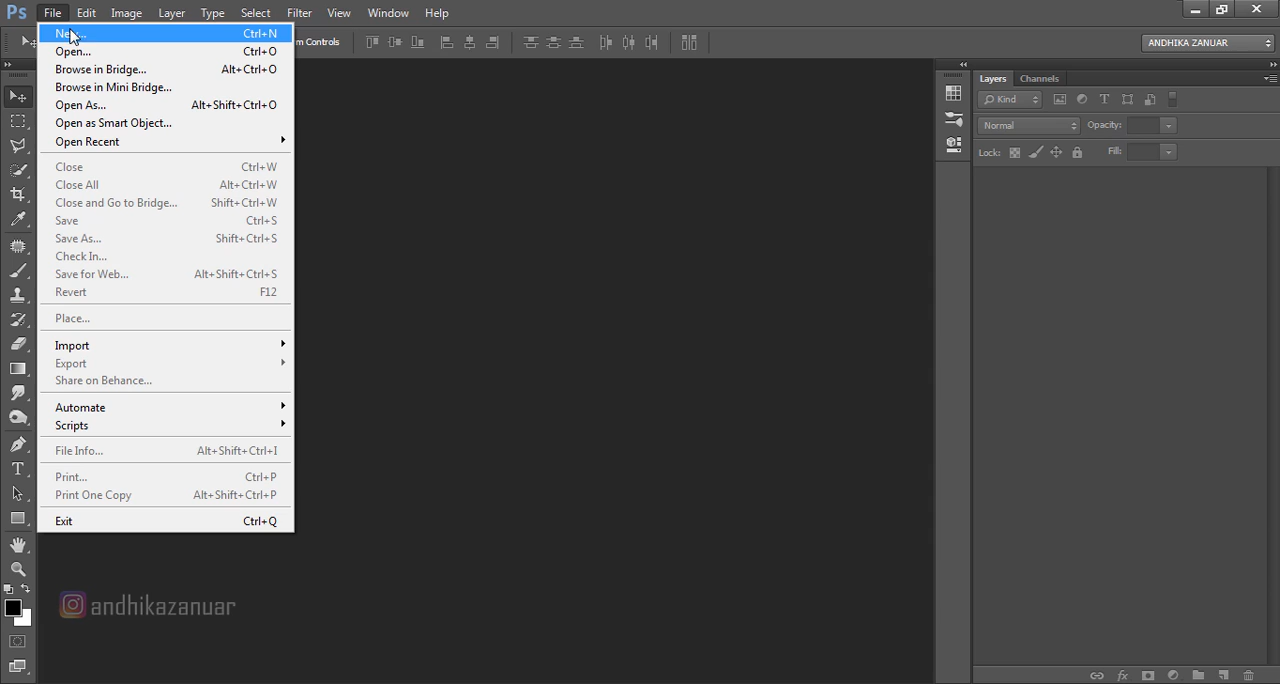 Ps File Edit Image Layer Type Select Filter View Window Help
m Controls ANDHIKA ZANUAR
New... Ctrl+N
Open... Ctrl+O
Browse in Bridge... Alt+Ctrl+O
Browse in Mini Bridge...
Open As... Alt+Shift+Ctrl+O
Open as Smart Object...
Open Recent
Close Ctrl+W
Close All Alt+Ctrl+W
Close and Go to Bridge... Shift+Ctrl+W
Save Ctrl+S
Save As... Shift+Ctrl+S
Check In...
Save for Web... Alt+Shift+Ctrl+S
Revert F12
Place...
Import
Export
Share on Behance...
Automate
Scripts
File Info... Alt+Shift+Ctrl+I
Print... Ctrl+P
Print One Copy Alt+Shift+Ctrl+P
Exit Ctrl+Q
Layers Channels
Kind
Normal Opacity:
Lock: Fill:
fx
andhikazanuar